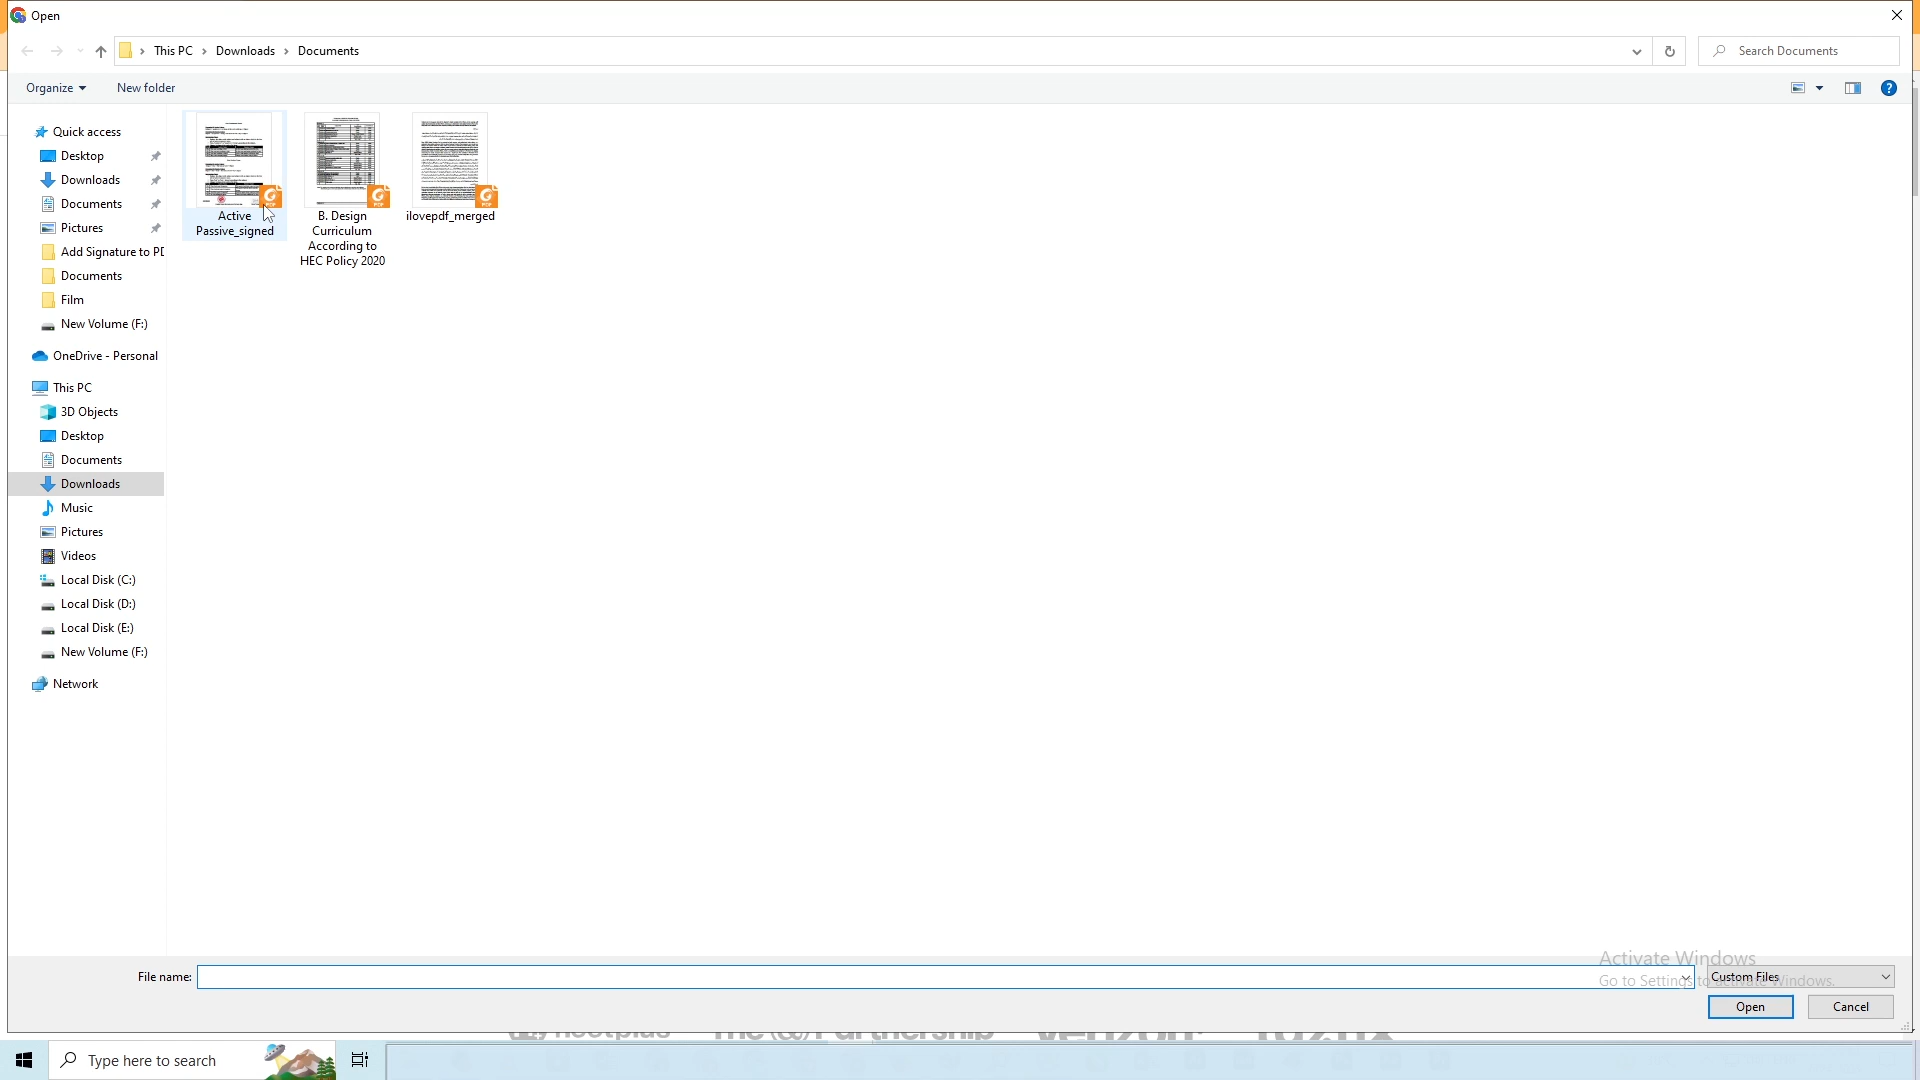 Open
This PC > Downloads > Documents
Search Documents
Organize
New folder
Quick access
Desktop
Downloads
Documents
Pictures
Add Signature to PD
Documents
Film
New Volume (F:)
OneDrive - Personal
This PC
3D Objects
Desktop
Documents
Downloads
Music
Pictures
Videos
Local Disk (C:)
Local Disk (D:)
Local Disk (E:)
New Volume (F:)
Network
Active
Passive_signed
B. Design
Curriculum
According to
HEC Policy 2020
ilovepdf_merged
Activate Windows
Go to Settings to activate Windows.
File name:
Custom Files
Open
Cancel
Type here to search